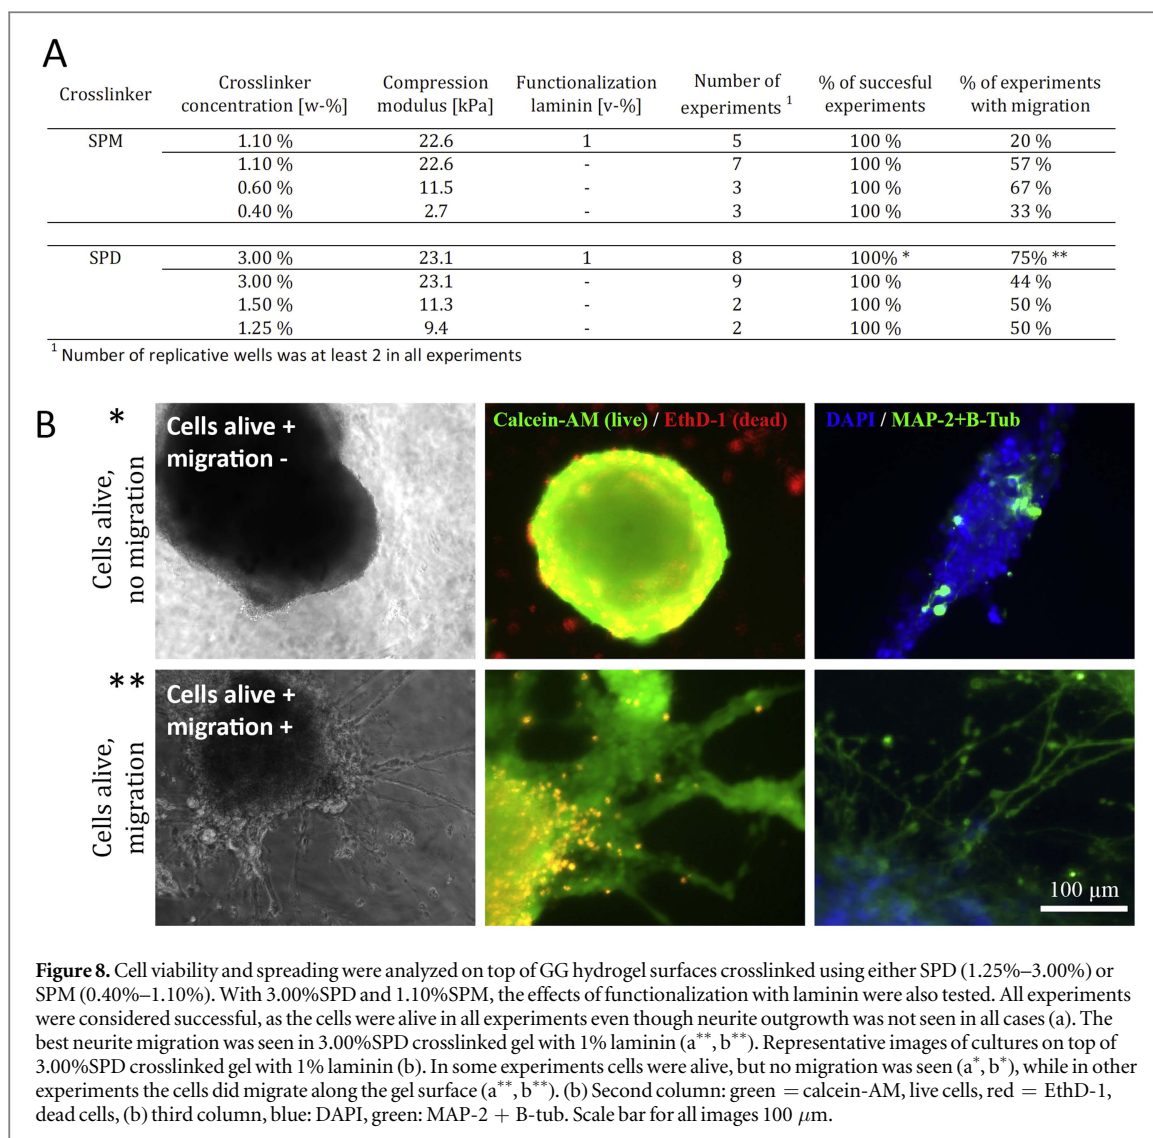 A
Crosslinker Crosslinker concentration [w-%] Compression modulus [kPa] Functionalization laminin [v-%] Number of experiments 1 % of succesful experiments % of experiments with migration
SPM 1.10 % 22.6 1 5 100 % 20 %
1.10 % 22.6 - 7 100 % 57 %
0.60 % 11.5 - 3 100 % 67 %
0.40 % 2.7 - 3 100 % 33 %
SPD 3.00 % 23.1 1 8 100% * 75% **
3.00 % 23.1 - 9 100 % 44 %
1.50 % 11.3 - 2 100 % 50 %
1.25 % 9.4 - 2 100 % 50 %
1 Number of replicative wells was at least 2 in all experiments
B
*
Cells alive,
no migration
Cells alive +
migration -
Calcein-AM (live) / EthD-1 (dead)
DAPI / MAP-2+B-Tub
**
Cells alive,
migration
Cells alive +
migration +
100 µm
Figure 8. Cell viability and spreading were analyzed on top of GG hydrogel surfaces crosslinked using either SPD (1.25%–3.00%) or
SPM (0.40%–1.10%). With 3.00%SPD and 1.10%SPM, the effects of functionalization with laminin were also tested. All experiments
were considered successful, as the cells were alive in all experiments even though neurite outgrowth was not seen in all cases (a). The
best neurite migration was seen in 3.00%SPD crosslinked gel with 1% laminin (a**, b**). Representative images of cultures on top of
3.00%SPD crosslinked gel with 1% laminin (b). In some experiments cells were alive, but no migration was seen (a*, b*), while in other
experiments the cells did migrate along the gel surface (a**, b**). (b) Second column: green = calcein-AM, live cells, red = EthD-1,
dead cells, (b) third column, blue: DAPI, green: MAP-2 + B-tub. Scale bar for all images 100 μm.